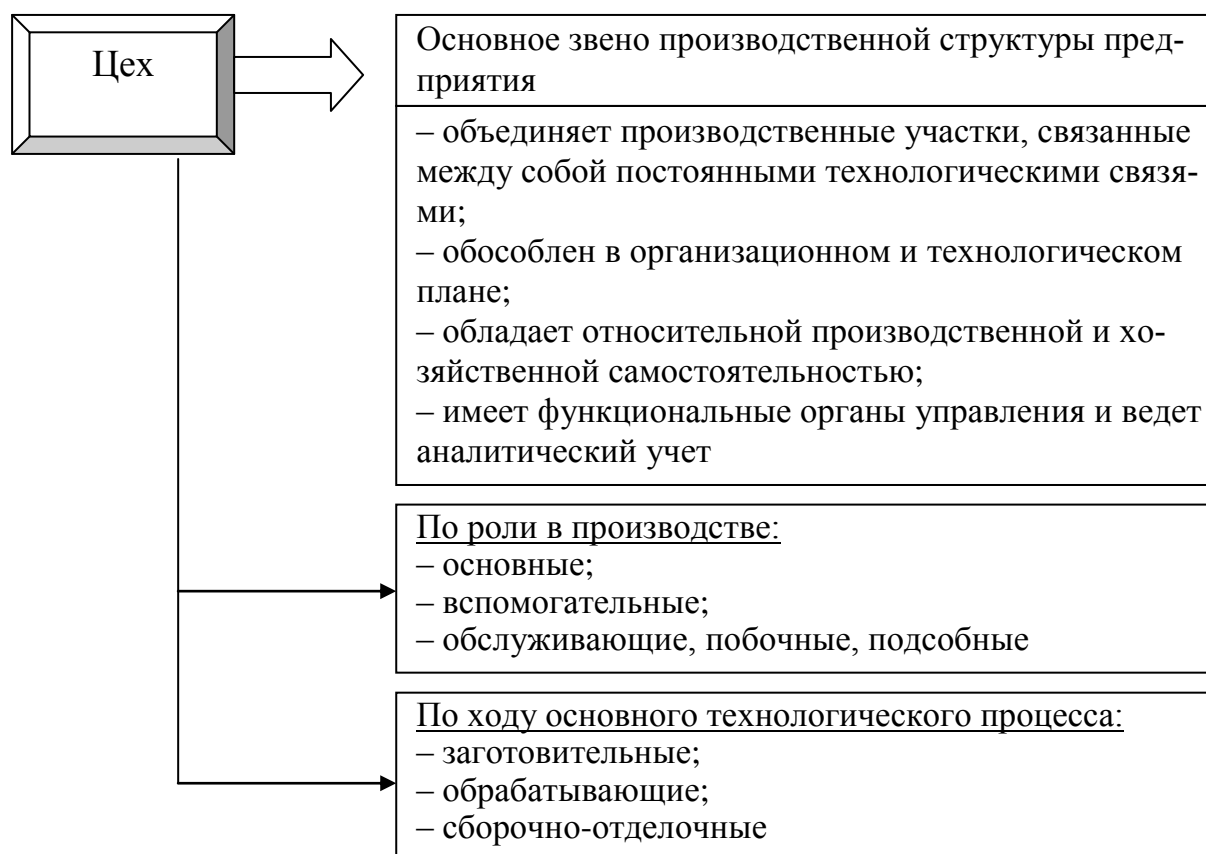 Цех
Основное звено производственной структуры пред-
приятия
– объединяет производственные участки, связанные
между собой постоянными технологическими связя-
ми;
– обособлен в организационном и технологическом
плане;
– обладает относительной производственной и хо-
зяйственной самостоятельностью;
– имеет функциональные органы управления и ведет
аналитический учет
По роли в производстве:
– основные;
– вспомогательные;
– обслуживающие, побочные, подсобные
По ходу основного технологического процесса:
– заготовительные;
– обрабатывающие;
– сборочно-отделочные